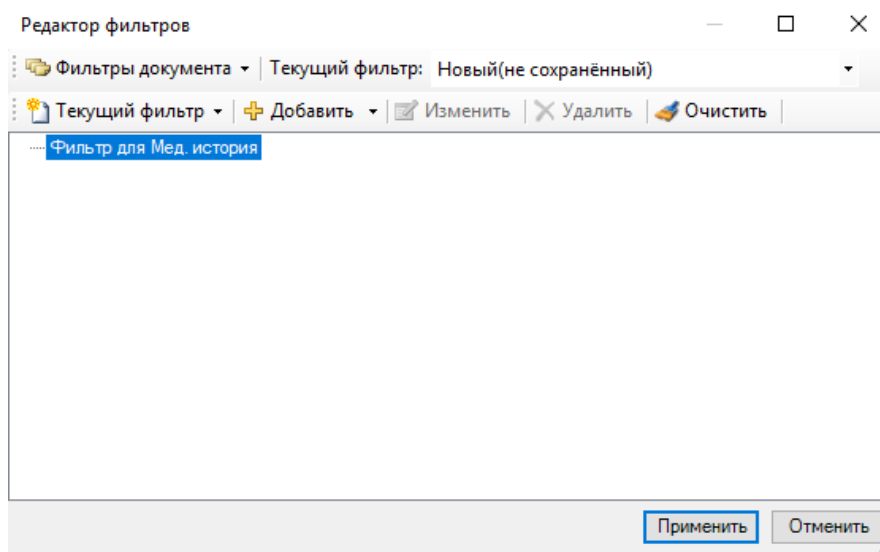 Редактор фильтров
Фильтры документа Текущий фильтр: Новый(не сохранённый)
Текущий фильтр Добавить Изменить Удалить Очистить
Фильтр для Мед. история
Применить Отменить